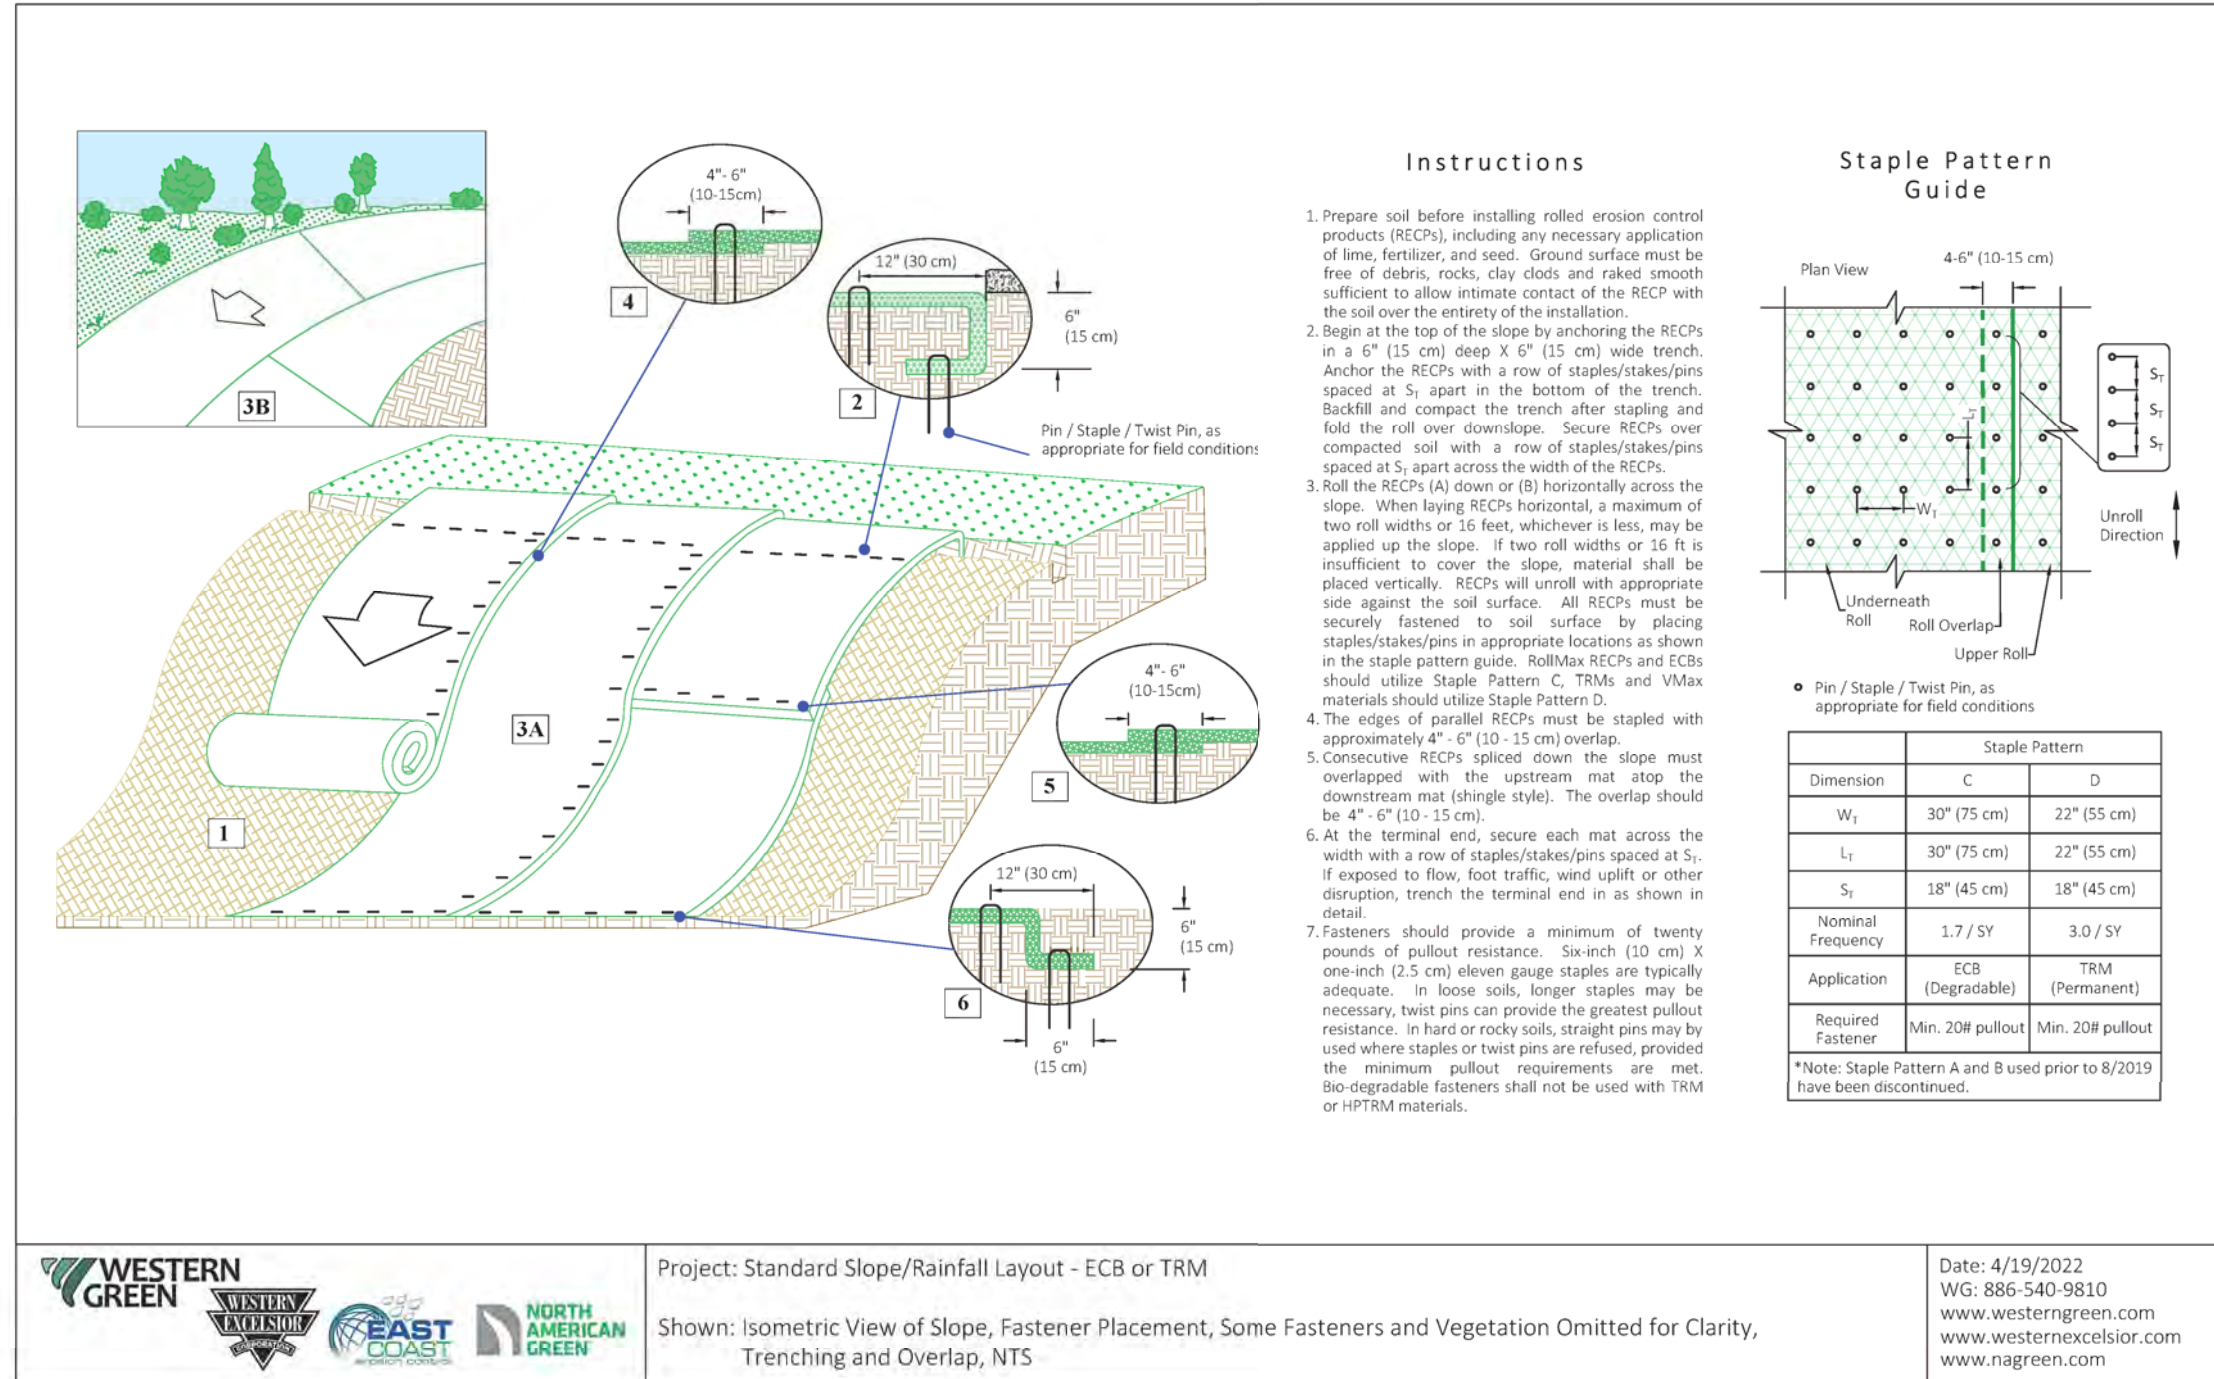 4"- 6"
(10-15cm)
4
12" (30 cm)
6"
(15 cm)
2
Pin / Staple / Twist Pin, as
appropriate for field conditions
3B
3A
1
4"- 6"
(10-15cm)
5
12" (30 cm)
6"
(15 cm)
6
6"
(15 cm)
Instructions
1. Prepare soil before installing rolled erosion control
products (RECPs), including any necessary application
of lime, fertilizer, and seed. Ground surface must be
free of debris, rocks, clay clods and raked smooth
sufficient to allow intimate contact of the RECP with
the soil over the entirety of the installation.
2. Begin at the top of the slope by anchoring the RECPs
in a 6" (15 cm) deep X 6" (15 cm) wide trench.
Anchor the RECPs with a row of staples/stakes/pins
spaced at ST apart in the bottom of the trench.
Backfill and compact the trench after stapling and
fold the roll over downslope. Secure RECPs over
compacted soil with a row of staples/stakes/pins
spaced at ST apart across the width of the RECPs.
3. Roll the RECPs (A) down or (B) horizontally across the
slope. When laying RECPs horizontal, a maximum of
two roll widths or 16 feet, whichever is less, may be
applied up the slope. If two roll widths or 16 ft is
insufficient to cover the slope, material shall be
placed vertically. RECPs will unroll with appropriate
side against the soil surface. All RECPs must be
securely fastened to soil surface by placing
staples/stakes/pins in appropriate locations as shown
in the staple pattern guide. RollMax RECPs and ECBs
should utilize Staple Pattern C, TRMs and VMax
materials should utilize Staple Pattern D.
4. The edges of parallel RECPs must be stapled with
approximately 4" - 6" (10 - 15 cm) overlap.
5. Consecutive RECPs spliced down the slope must
overlapped with the upstream mat atop the
downstream mat (shingle style). The overlap should
be 4" - 6" (10 - 15 cm).
6. At the terminal end, secure each mat across the
width with a row of staples/stakes/pins spaced at ST.
If exposed to flow, foot traffic, wind uplift or other
disruption, trench the terminal end in as shown in
detail.
7. Fasteners should provide a minimum of twenty
pounds of pullout resistance. Six-inch (10 cm) X
one-inch (2.5 cm) eleven gauge staples are typically
adequate. In loose soils, longer staples may be
necessary, twist pins can provide the greatest pullout
resistance. In hard or rocky soils, straight pins may by
used where staples or twist pins are refused, provided
the minimum pullout requirements are met.
Bio-degradable fasteners shall not be used with TRM
or HPTRM materials.
Staple Pattern
Guide
Plan View
4-6" (10-15 cm)
ST
ST
ST
LT
WT
Unroll
Direction
Underneath
Roll
Roll Overlap
Upper Roll
Pin / Staple / Twist Pin, as
appropriate for field conditions
Staple Pattern
Dimension C D
WT 30" (75 cm) 22" (55 cm)
LT 30" (75 cm) 22" (55 cm)
ST 18" (45 cm) 18" (45 cm)
Nominal
Frequency 1.7 / SY 3.0 / SY
Application ECB
(Degradable) TRM
(Permanent)
Required
Fastener Min. 20# pullout Min. 20# pullout
*Note: Staple Pattern A and B used prior to 8/2019
have been discontinued.
WESTERN
GREEN
WESTERN
EXCELSIOR
CORPORATION
EAST
COAST
erosion control
NORTH
AMERICAN
GREEN
Project: Standard Slope/Rainfall Layout - ECB or TRM
Shown: Isometric View of Slope, Fastener Placement, Some Fasteners and Vegetation Omitted for Clarity,
Trenching and Overlap, NTS
Date: 4/19/2022
WG: 886-540-9810
www.westerngreen.com
www.westernexcelsior.com
www.nagreen.com